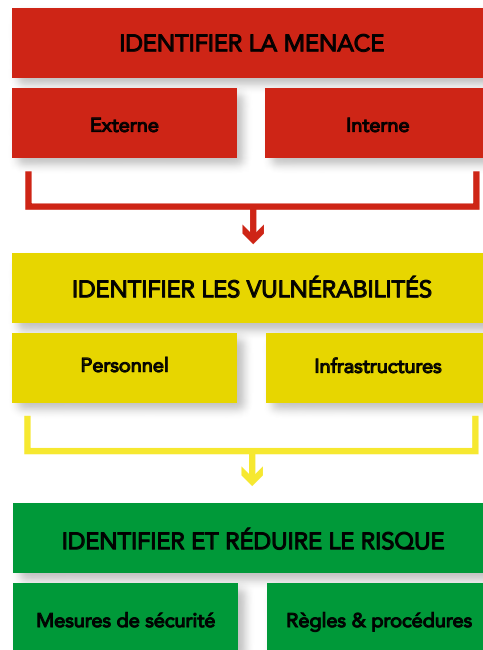 IDENTIFIER LA MENACE
Externe
Interne
IDENTIFIER LES VULNÉRABILITÉS
Personnel
Infrastructures
IDENTIFIER ET RÉDUIRE LE RISQUE
Mesures de sécurité
Règles & procédures